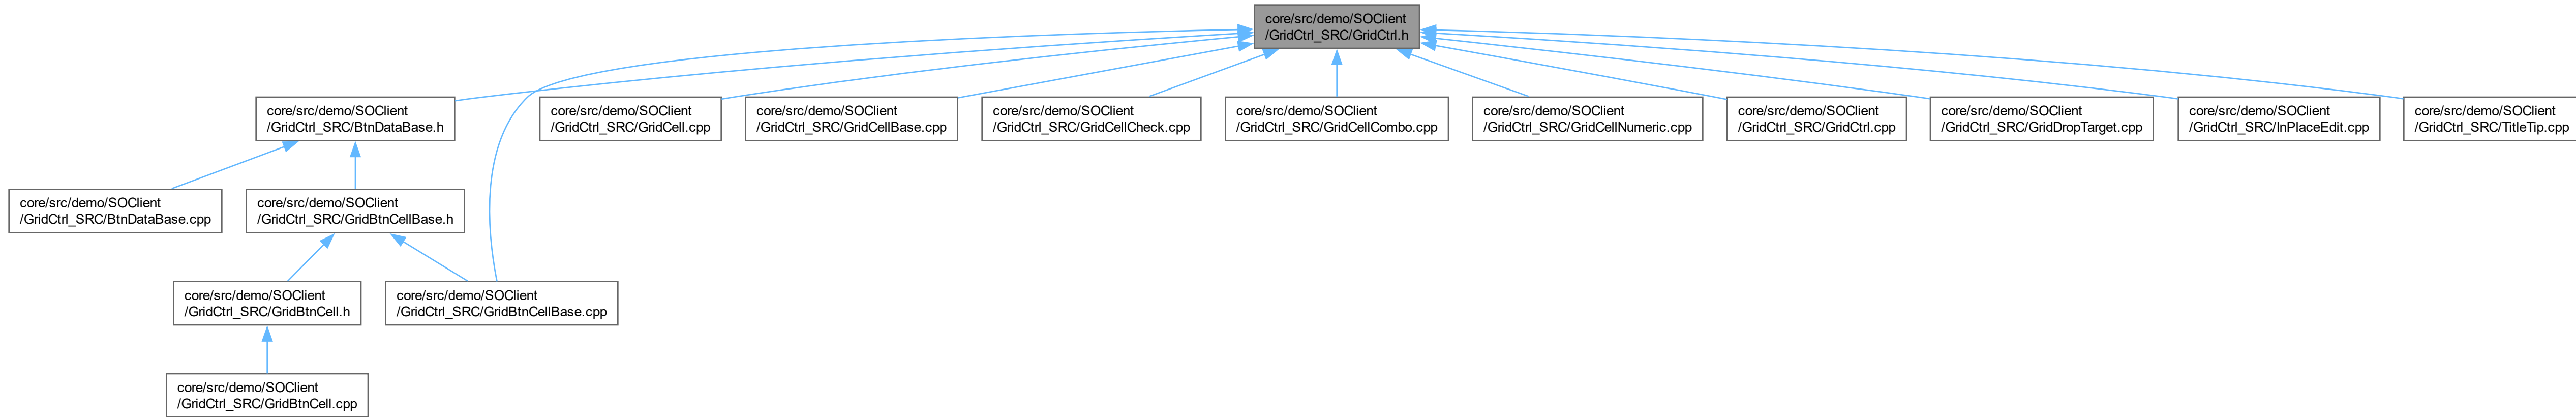 core/src/demo/SOClient
/GridCtrl_SRC/GridCtrl.h
core/src/demo/SOClient
/GridCtrl_SRC/BtnDataBase.h
core/src/demo/SOClient
/GridCtrl_SRC/GridCell.cpp
core/src/demo/SOClient
/GridCtrl_SRC/GridCellBase.cpp
core/src/demo/SOClient
/GridCtrl_SRC/GridCellCheck.cpp
core/src/demo/SOClient
/GridCtrl_SRC/GridCellCombo.cpp
core/src/demo/SOClient
/GridCtrl_SRC/GridCellNumeric.cpp
core/src/demo/SOClient
/GridCtrl_SRC/GridCtrl.cpp
core/src/demo/SOClient
/GridCtrl_SRC/GridDropTarget.cpp
core/src/demo/SOClient
/GridCtrl_SRC/InPlaceEdit.cpp
core/src/demo/SOClient
/GridCtrl_SRC/TitleTip.cpp
core/src/demo/SOClient
/GridCtrl_SRC/BtnDataBase.cpp
core/src/demo/SOClient
/GridCtrl_SRC/GridBtnCellBase.h
core/src/demo/SOClient
/GridCtrl_SRC/GridBtnCell.h
core/src/demo/SOClient
/GridCtrl_SRC/GridBtnCellBase.cpp
core/src/demo/SOClient
/GridCtrl_SRC/GridBtnCell.cpp